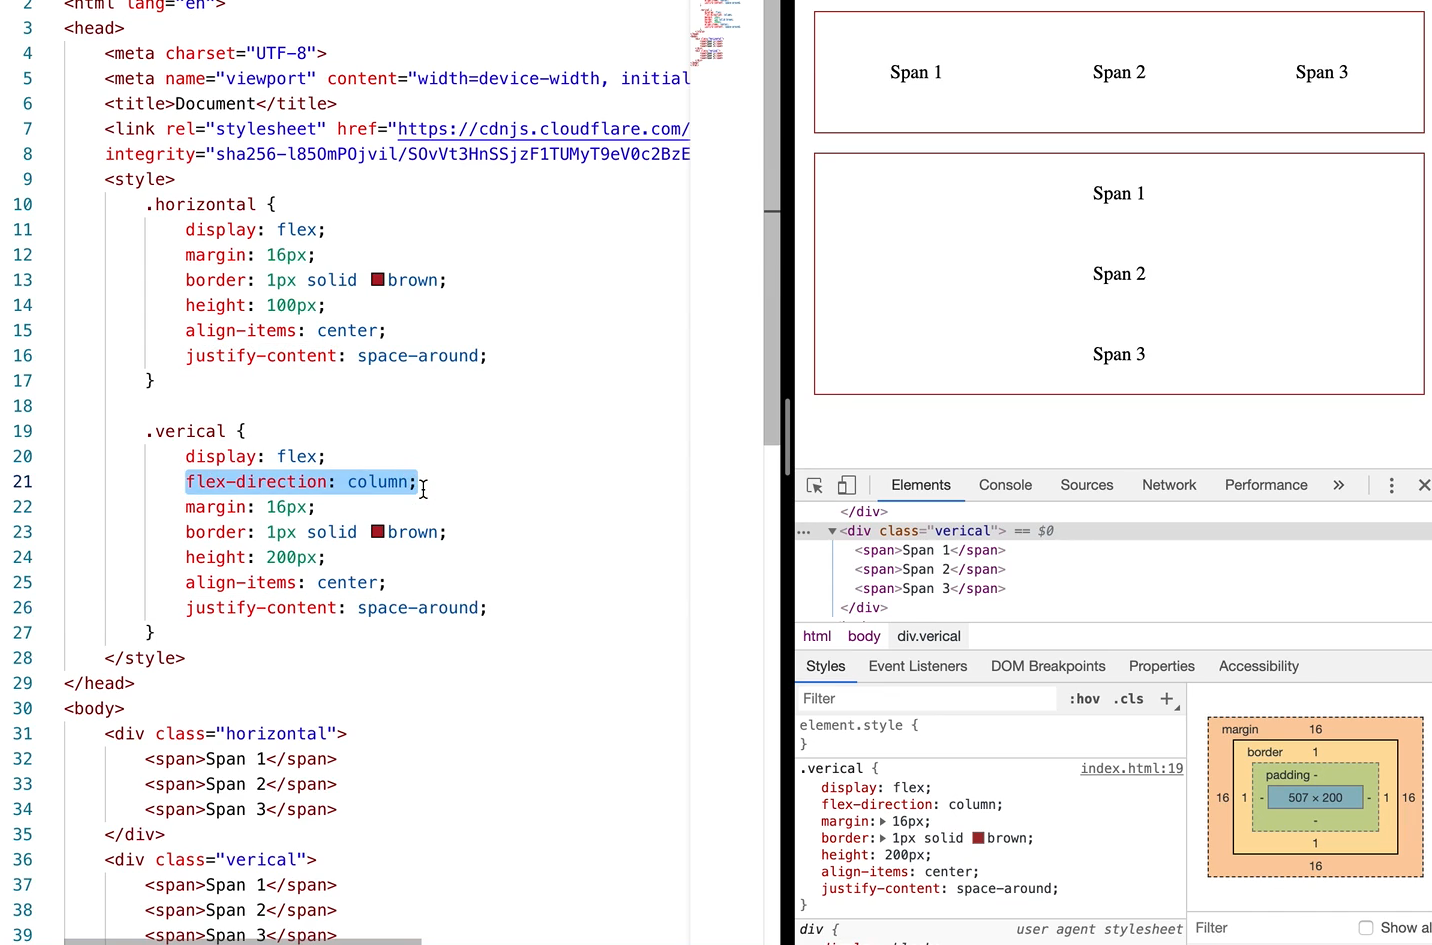 2 <html lang="en">
3 <head>
4 <meta charset="UTF-8">
5 <meta name="viewport" content="width=device-width, initial
6 <title>Document</title>
7 <link rel="stylesheet" href="https://cdnjs.cloudflare.com/
8 integrity="sha256-l85OmPOjvil/SOvVt3HnSSjzF1TUMyT9eV0c2BzE
9 <style>
10 .horizontal {
11 display: flex;
12 margin: 16px;
13 border: 1px solid brown;
14 height: 100px;
15 align-items: center;
16 justify-content: space-around;
17 }
18
19 .verical {
20 display: flex;
21 flex-direction: column;
22 margin: 16px;
23 border: 1px solid brown;
24 height: 200px;
25 align-items: center;
26 justify-content: space-around;
27 }
28 </style>
29 </head>
30 <body>
31 <div class="horizontal">
32 <span>Span 1</span>
33 <span>Span 2</span>
34 <span>Span 3</span>
35 </div>
36 <div class="verical">
37 <span>Span 1</span>
38 <span>Span 2</span>
39 <span>Span 3</span>
Span 1 Span 2 Span 3
Span 1
Span 2
Span 3
Elements Console Sources Network Performance »
</div>
... ▼<div class="verical"> == $0
<span>Span 1</span>
<span>Span 2</span>
<span>Span 3</span>
</div>
html body div.verical
Styles Event Listeners DOM Breakpoints Properties Accessibility
Filter :hov .cls +
element.style {
}
.verical { index.html:19
display: flex;
flex-direction: column;
margin: 16px;
border: 1px solid brown;
height: 200px;
align-items: center;
justify-content: space-around;
}
div { user agent stylesheet
margin 16
border 1
padding -
16 1 - 507 × 200 - 1 16
-
1
16
Filter Show al